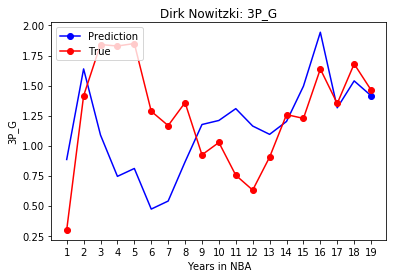 Dirk Nowitzki: 3P_G
Prediction
True
2.00
1.75
1.50
1.25
1.00
0.75
0.50
0.25
3P_G
1 2 3 4 5 6 7 8 9 10 11 12 13 14 15 16 17 18 19
Years in NBA